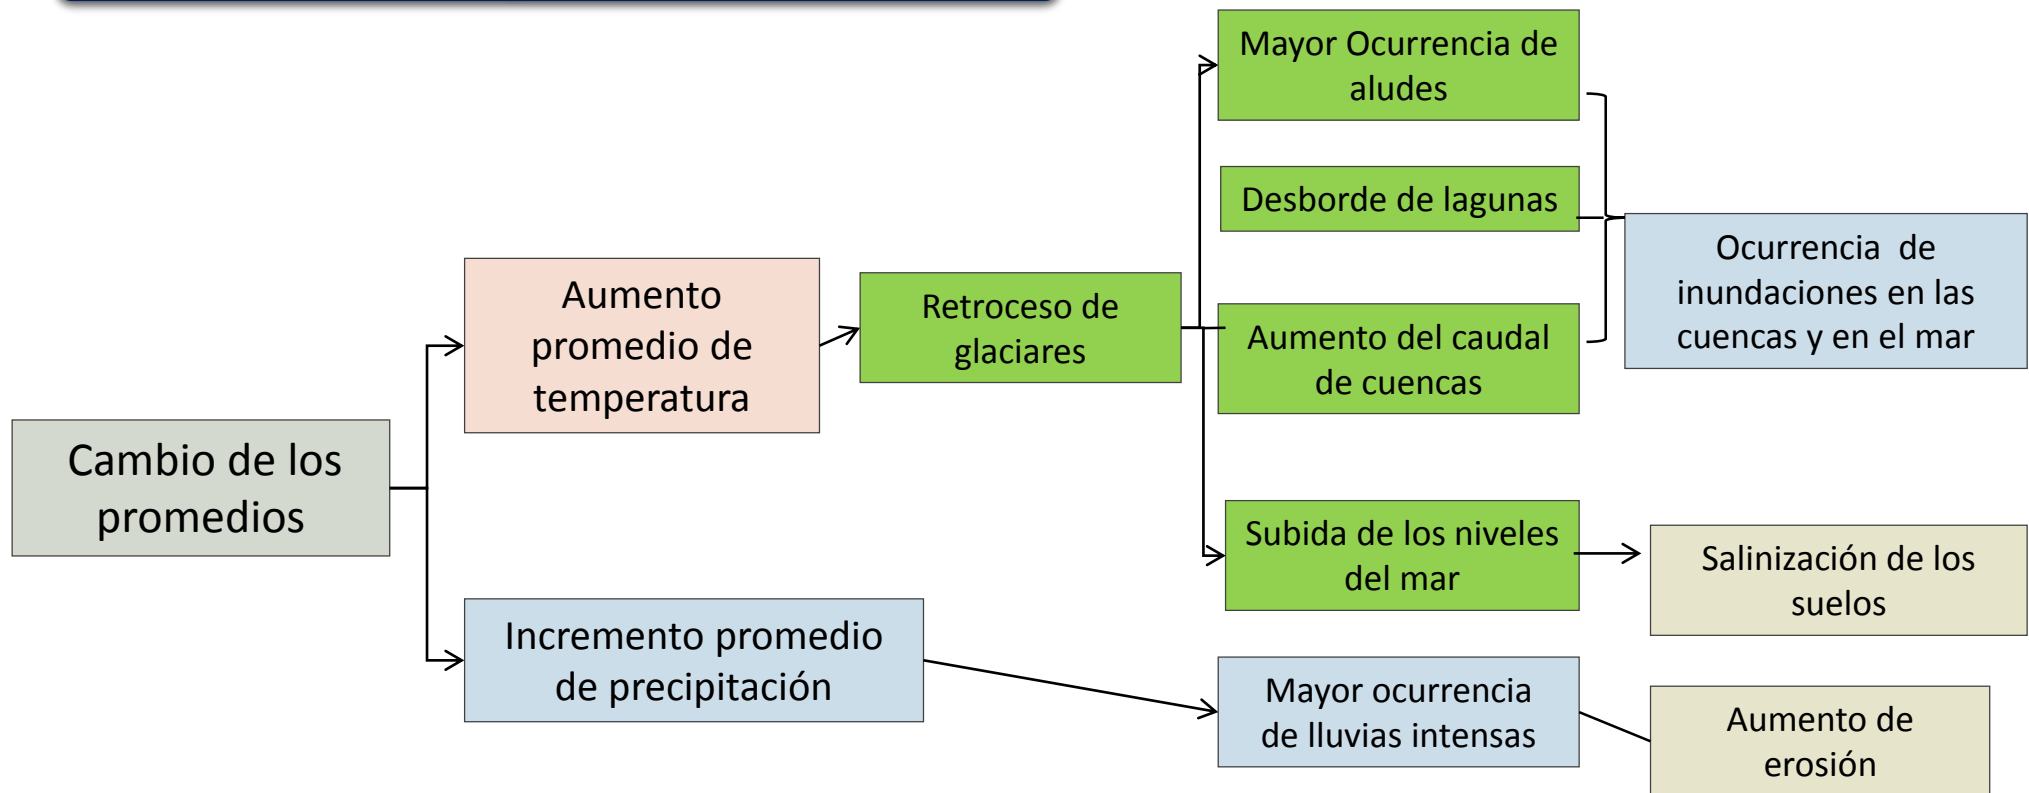 Mayor Ocurrencia de
aludes
Desborde de lagunas
Ocurrencia de
inundaciones en las
cuencas y en el mar
Aumento
promedio de
temperatura
Retroceso de
glaciares
Aumento del caudal
de cuencas
Cambio de los
promedios
Subida de los niveles
del mar
Salinización de los
suelos
Incremento promedio
de precipitación
Mayor ocurrencia
de lluvias intensas
Aumento de
erosión